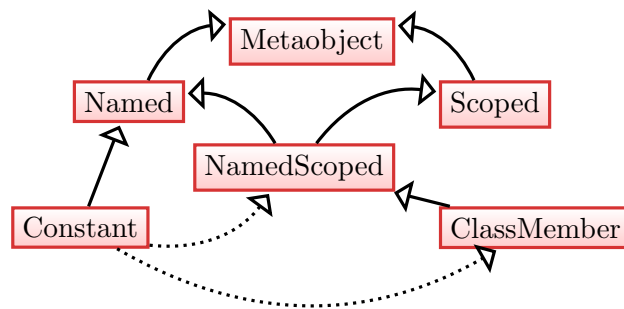 Metaobject
Named
Scoped
NamedScoped
Constant
ClassMember